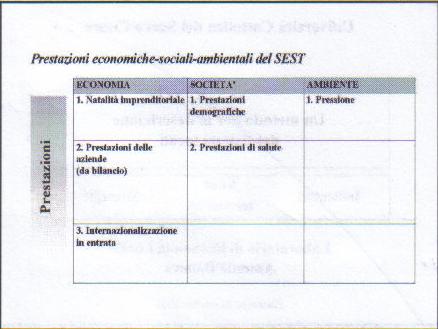 Prestazioni economiche-sociali-ambientali del SEST
ECONOMIA SOCIETA' AMBIENTE
1. Natalità imprenditoriale 1. Prestazioni 1. Pressione
demografiche
Prestazioni
2. Prestazioni delle 2. Prestazioni di salute
aziende
(da bilancio)
3. Internazionalizzazione
in entrata